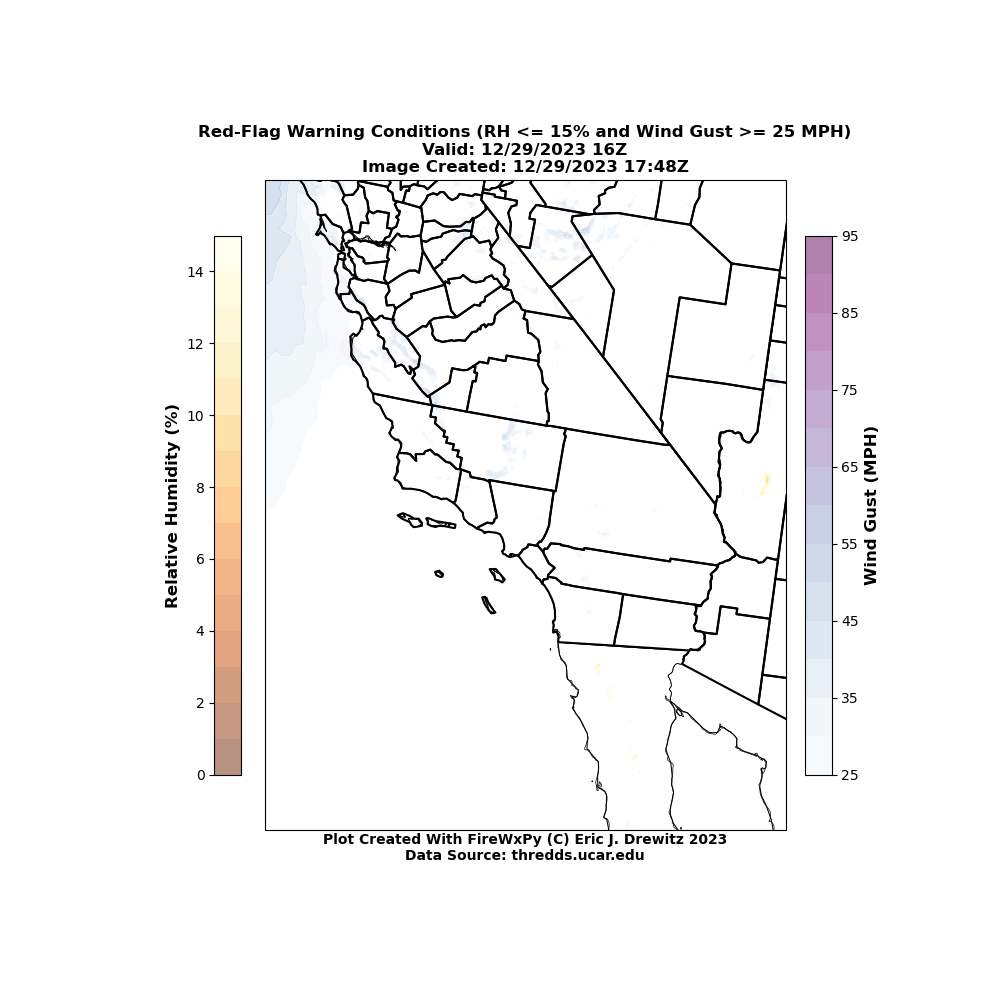 Red-Flag Warning Conditions (RH <= 15% and Wind Gust >= 25 MPH)
Valid: 12/29/2023 16Z
Image Created: 12/29/2023 17:48Z
Relative Humidity (%)
14
12
10
8
6
4
2
0
95
85
75
65
55
45
35
25
Wind Gust (MPH)
Plot Created With FireWxPy (C) Eric J. Drewitz 2023
Data Source: thredds.ucar.edu